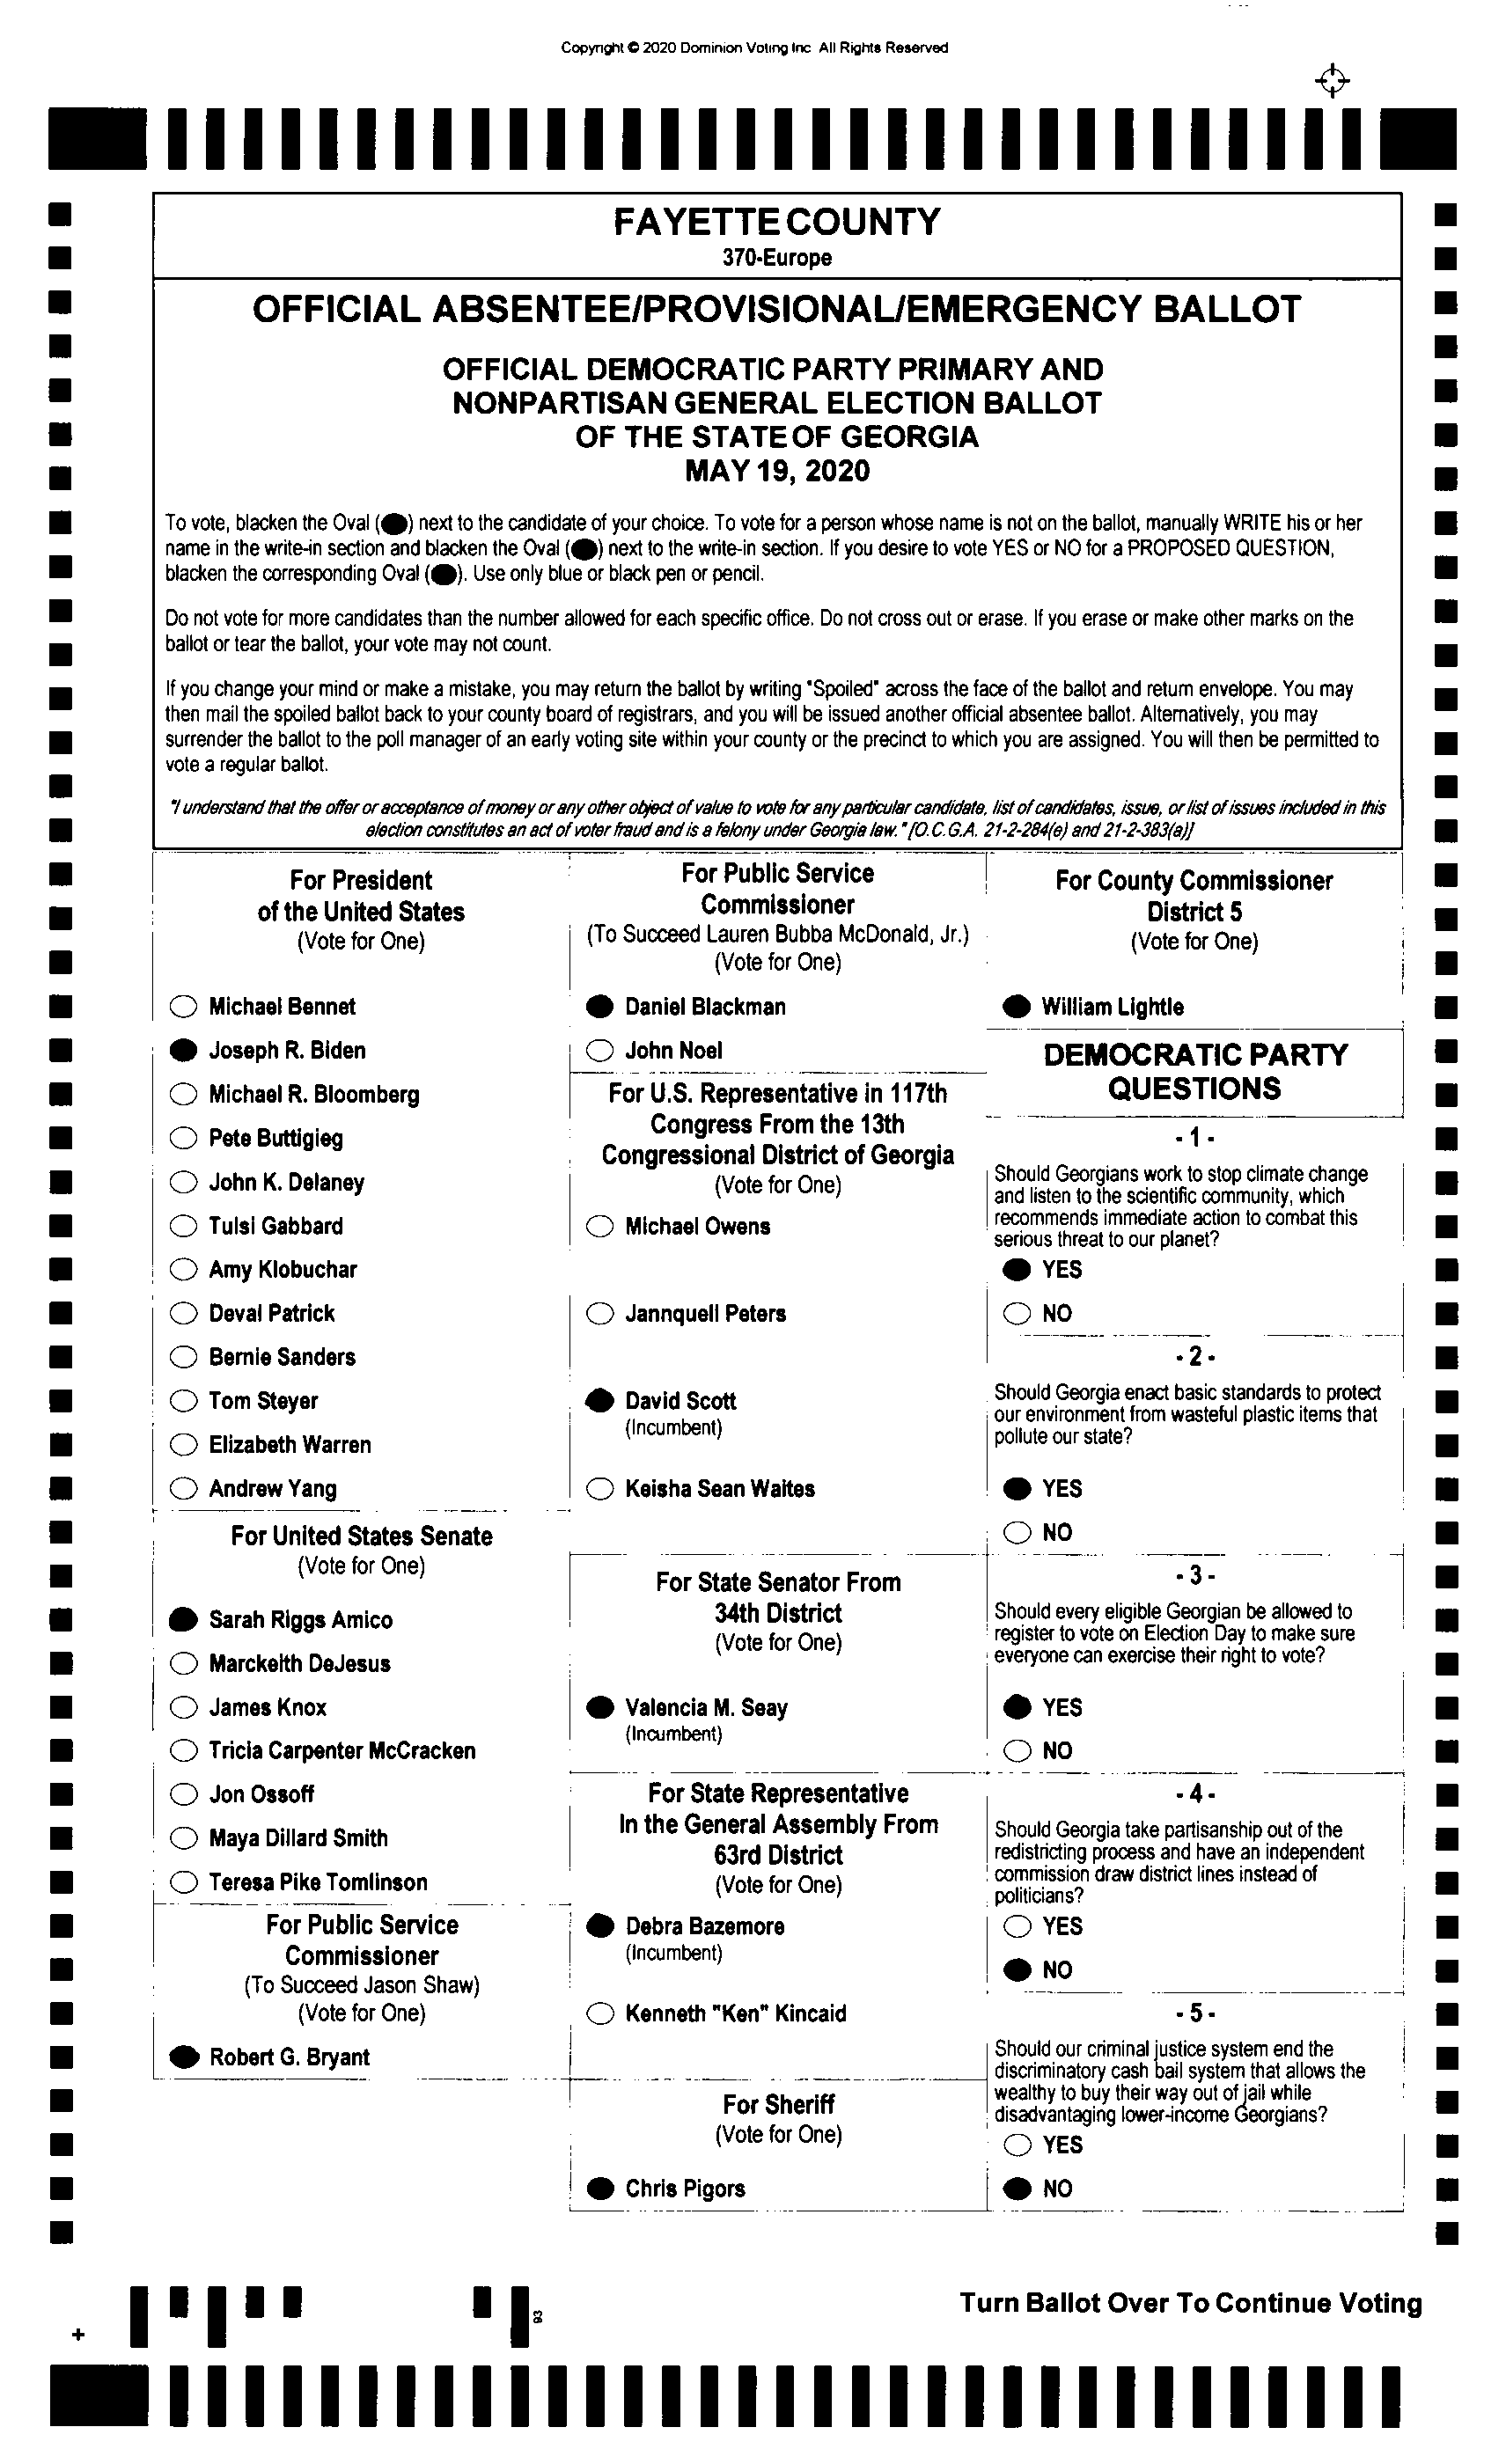 Copyright © 2020 Dominion Voting Inc All Rights Reserved
FAYETTE COUNTY
370-Europe
OFFICIAL ABSENTEE/PROVISIONAL/EMERGENCY BALLOT
OFFICIAL DEMOCRATIC PARTY PRIMARY AND
NONPARTISAN GENERAL ELECTION BALLOT
OF THE STATE OF GEORGIA
MAY 19, 2020
To vote, blacken the Oval (●) next to the candidate of your choice. To vote for a person whose name is not on the ballot, manually WRITE his or her
name in the write-in section and blacken the Oval (●) next to the write-in section. If you desire to vote YES or NO for a PROPOSED QUESTION,
blacken the corresponding Oval (●). Use only blue or black pen or pencil.
Do not vote for more candidates than the number allowed for each specific office. Do not cross out or erase. If you erase or make other marks on the
ballot or tear the ballot, your vote may not count.
If you change your mind or make a mistake, you may return the ballot by writing "Spoiled" across the face of the ballot and return envelope. You may
then mail the spoiled ballot back to your county board of registrars, and you will be issued another official absentee ballot. Alternatively, you may
surrender the ballot to the poll manager of an early voting site within your county or the precinct to which you are assigned. You will then be permitted to
vote a regular ballot.
"I understand that the offer or acceptance of money or any other object of value to vote for any particular candidate, list of candidates, issue, or list of issues included in this
election constitutes an act of voter fraud and is a felony under Georgia law." [O.C.G.A. 21-2-284(e) and 21-2-383(a)]
For President
of the United States
(Vote for One)
Michael Bennet
Joseph R. Biden
Michael R. Bloomberg
Pete Buttigieg
John K. Delaney
Tulsi Gabbard
Amy Klobuchar
Deval Patrick
Bernie Sanders
Tom Steyer
Elizabeth Warren
Andrew Yang
For United States Senate
(Vote for One)
Sarah Riggs Amico
Marckeith DeJesus
James Knox
Tricia Carpenter McCracken
Jon Ossoff
Maya Dillard Smith
Teresa Pike Tomlinson
For Public Service
Commissioner
(To Succeed Jason Shaw)
(Vote for One)
Robert G. Bryant
For Public Service
Commissioner
(To Succeed Lauren Bubba McDonald, Jr.)
(Vote for One)
Daniel Blackman
John Noel
For U.S. Representative in 117th
Congress From the 13th
Congressional District of Georgia
(Vote for One)
Michael Owens
Jannquell Peters
David Scott
(Incumbent)
Keisha Sean Waites
For State Senator From
34th District
(Vote for One)
Valencia M. Seay
(Incumbent)
For State Representative
In the General Assembly From
63rd District
(Vote for One)
Debra Bazemore
(Incumbent)
Kenneth "Ken" Kincaid
For Sheriff
(Vote for One)
Chris Pigors
For County Commissioner
District 5
(Vote for One)
William Lightle
DEMOCRATIC PARTY
QUESTIONS
- 1 -
Should Georgians work to stop climate change
and listen to the scientific community, which
recommends immediate action to combat this
serious threat to our planet?
YES
NO
- 2 -
Should Georgia enact basic standards to protect
our environment from wasteful plastic items that
pollute our state?
YES
NO
- 3 -
Should every eligible Georgian be allowed to
register to vote on Election Day to make sure
everyone can exercise their right to vote?
YES
NO
- 4 -
Should Georgia take partisanship out of the
redistricting process and have an independent
commission draw district lines instead of
politicians?
YES
NO
- 5 -
Should our criminal justice system end the
discriminatory cash bail system that allows the
wealthy to buy their way out of jail while
disadvantaging lower-income Georgians?
YES
NO
93
Turn Ballot Over To Continue Voting
+